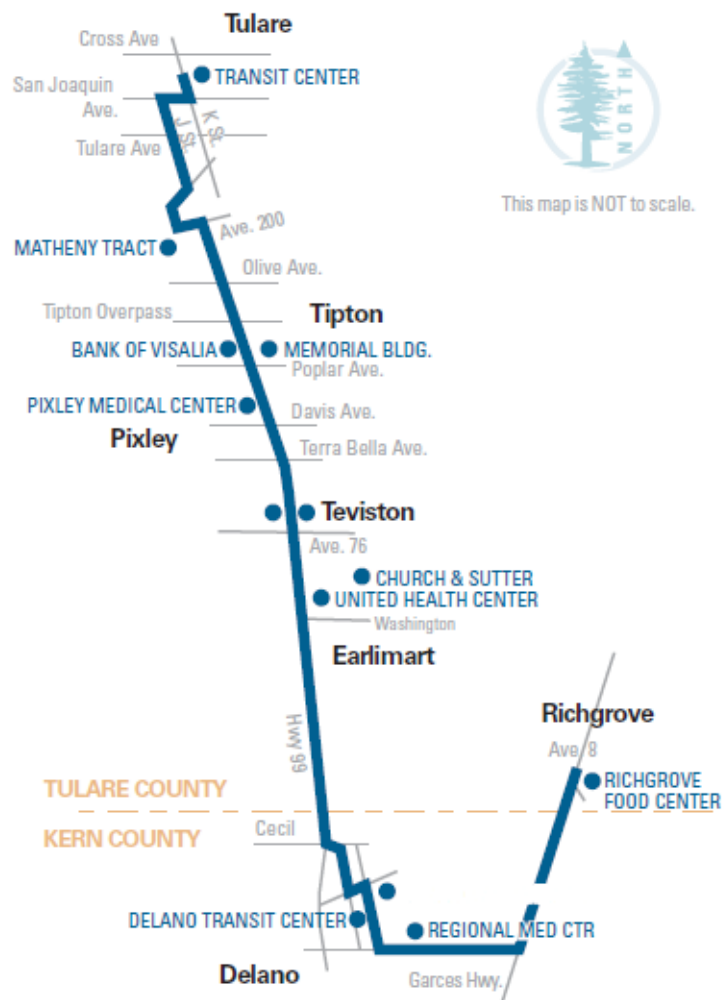 Tulare
Cross Ave
TRANSIT CENTER
San Joaquin
Ave.
K St.
J St.
Tulare Ave
NORTH
This map is NOT to scale.
Ave. 200
MATHENY TRACT
Olive Ave.
Tipton Overpass
Tipton
BANK OF VISALIA
MEMORIAL BLDG.
Poplar Ave.
PIXLEY MEDICAL CENTER
Davis Ave.
Pixley
Terra Bella Ave.
Teviston
Ave. 76
CHURCH & SUTTER
UNITED HEALTH CENTER
Washington
Earlimart
Hwy 99
Richgrove
Ave. 8
RICHGROVE
FOOD CENTER
TULARE COUNTY
KERN COUNTY
Cecil
DELANO TRANSIT CENTER
REGIONAL MED CTR
Delano
Garces Hwy.